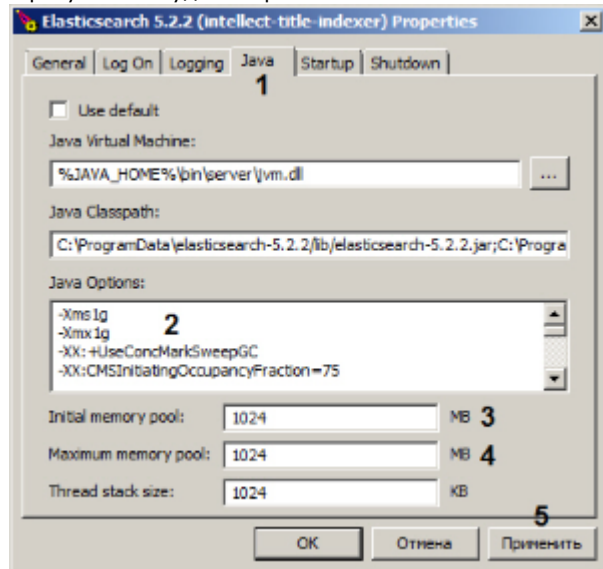 Elasticsearch 5.2.2 (intellect-title-indexer) Properties
General Log On Logging Java Startup Shutdown
1
Use default
Java Virtual Machine:
%JAVA_HOME%\bin\server\jvm.dll ...
Java Classpath:
C:\ProgramData\elasticsearch-5.2.2/lib/elasticsearch-5.2.2.jar;C:\Progra
Java Options:
-Xms1g
-Xmx1g 2
-XX:+UseConcMarkSweepGC
-XX:CMSInitiatingOccupancyFraction=75
Initial memory pool: 1024 MB 3
Maximum memory pool: 1024 MB 4
Thread stack size: 1024 KB
5
OK Отмена Применить